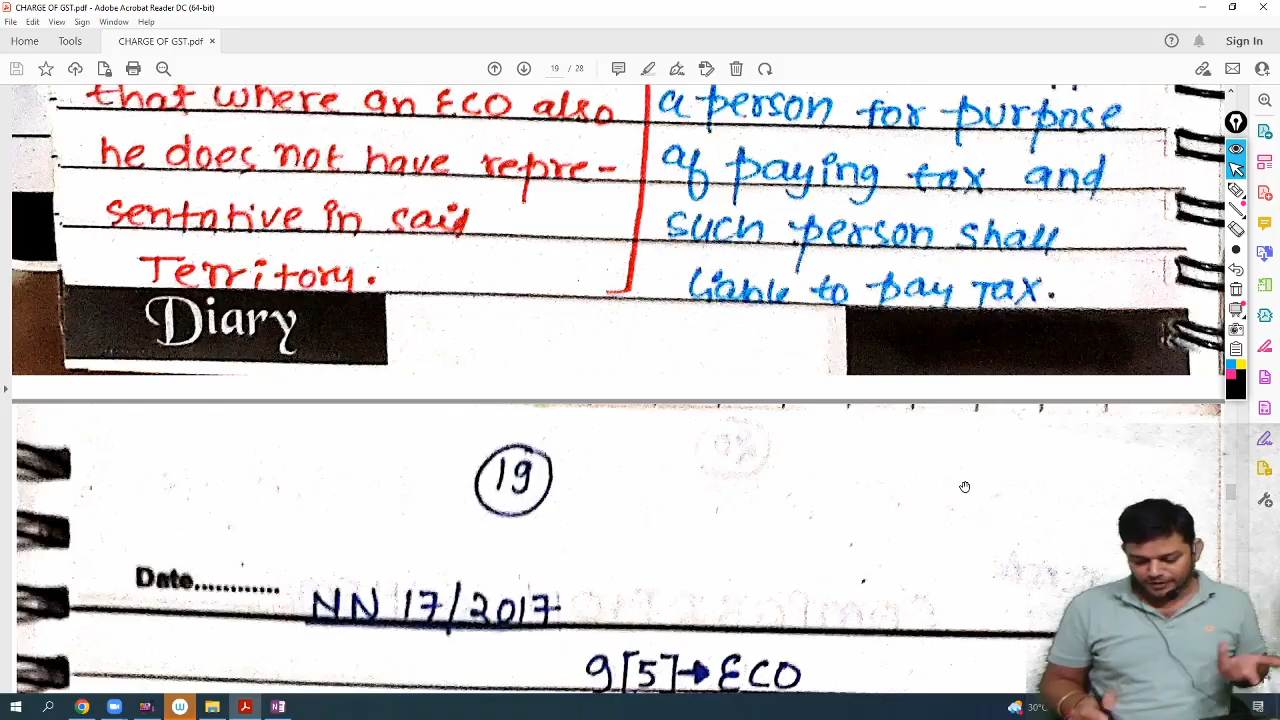 CHARGE OF GST.pdf - Adobe Acrobat Reader DC (64-bit)
File Edit View Sign Window Help
Home Tools CHARGE OF GST.pdf × Sign In
19 / 28
that where an ECO also
he does not have repre-
sentative in said
Territory.
a person for purpose
of paying tax and
such person shall
liable to pay Tax.
Diary
19
Date............
NN 17/2017
9[5]→ECO
30°